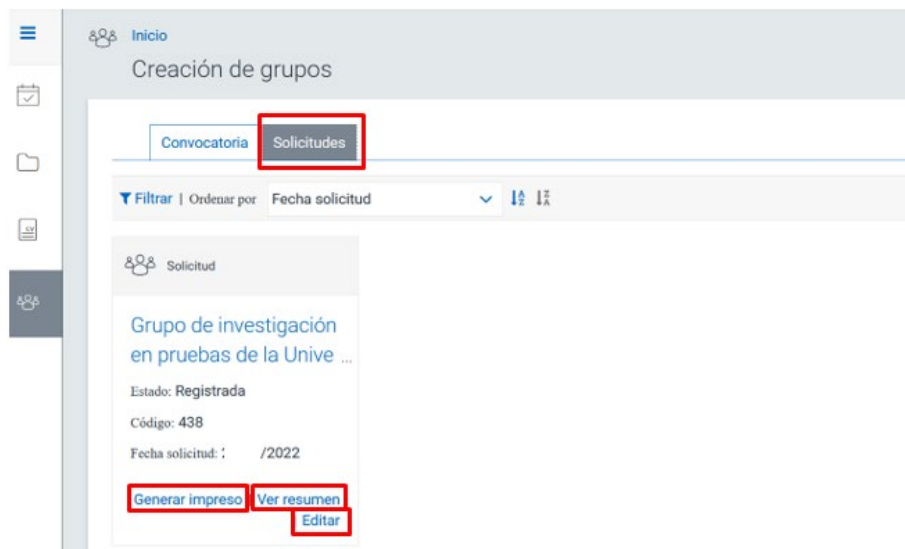 Inicio
Creación de grupos
Convocatoria Solicitudes
Filtrar | Ordenar por Fecha solicitud
Solicitud
Grupo de investigación
en pruebas de la Unive ...
Estado: Registrada
Código: 438
Fecha solicitud: /2022
Generar impreso Ver resumen
Editar